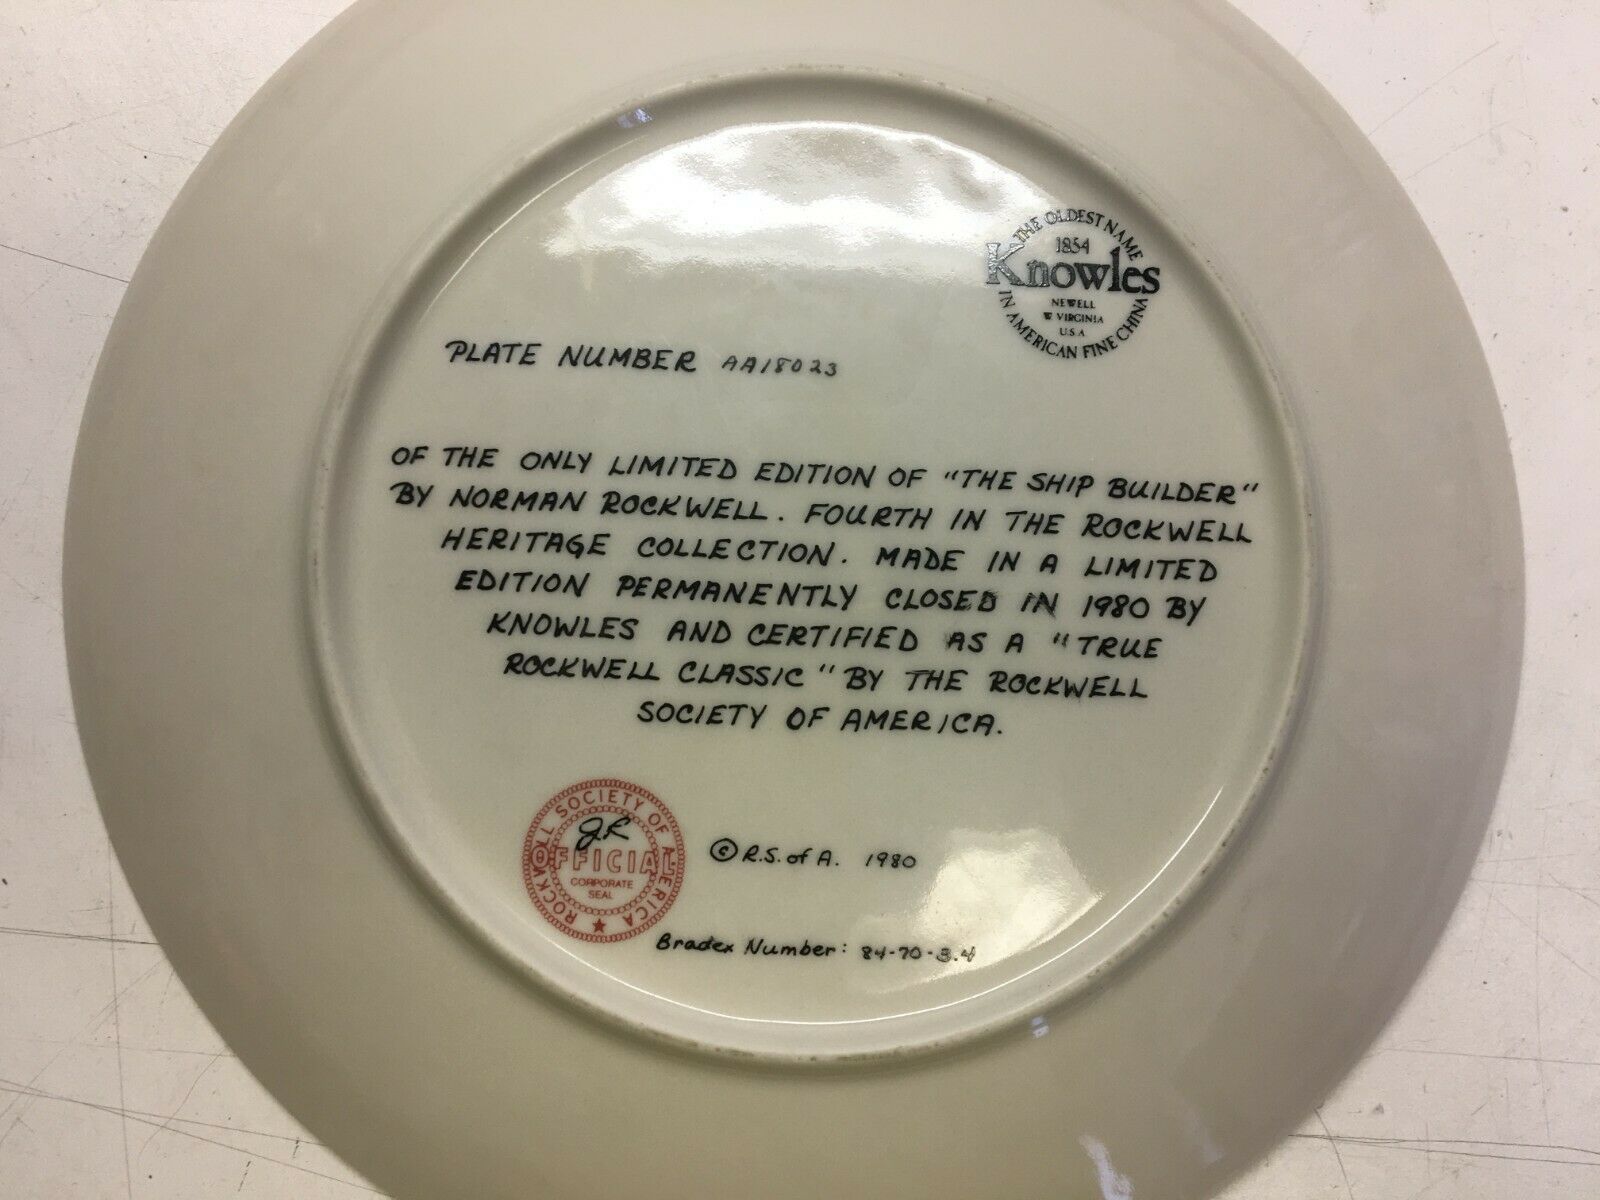 THE OLDEST NAME
1854
Knowles
NEWELL
W VIRGINIA
U.S.A
IN AMERICAN FINE CHINA
PLATE NUMBER AA18023
OF THE ONLY LIMITED EDITION OF "THE SHIP BUILDER"
BY NORMAN ROCKWELL. FOURTH IN THE ROCKWELL
HERITAGE COLLECTION. MADE IN A LIMITED
EDITION PERMANENTLY CLOSED IN 1980 BY
KNOWLES AND CERTIFIED AS A "TRUE
ROCKWELL CLASSIC" BY THE ROCKWELL
SOCIETY OF AMERICA.
ROCKWELL SOCIETY OF AMERICA
JR
OFFICIAL
CORPORATE
SEAL
© R.S. of A. 1980
Bradex Number: 84-70-3.4